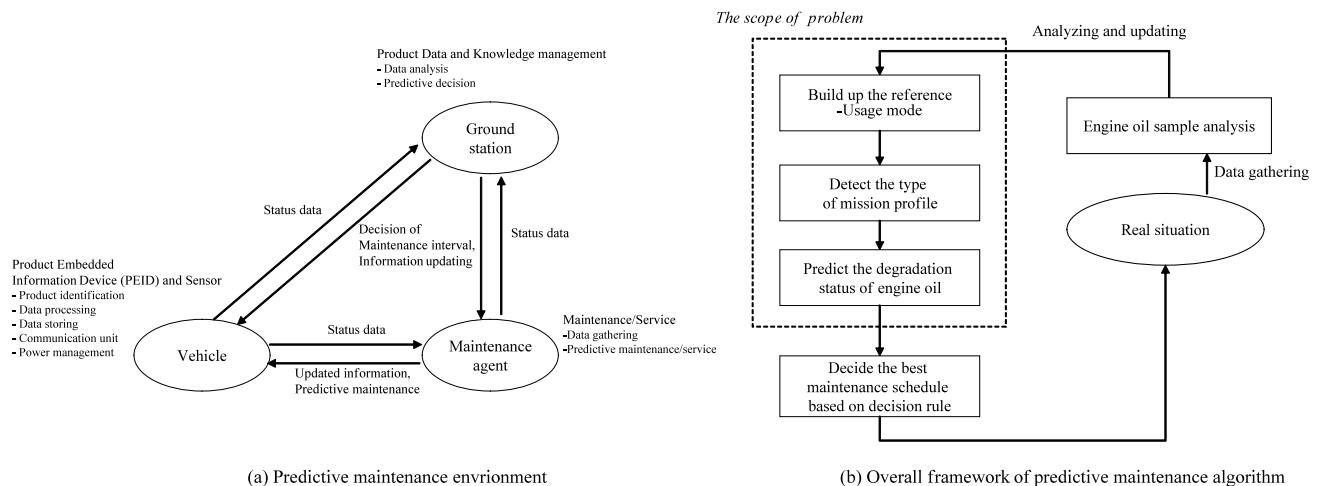 Product Data and Knowledge management
- Data analysis
- Predictive decision
Ground
station
Status data
Decision of
Maintenance interval,
Information updating
Status data
Product Embedded
Information Device (PEID) and Sensor
- Product identification
- Data processing
- Data storing
- Communication unit
- Power management
Vehicle
Status data
Updated information,
Predictive maintenance
Maintenance
agent
Maintenance/Service
-Data gathering
-Predictive maintenance/service
(a) Predictive maintenance envrionment
The scope of problem
Analyzing and updating
Build up the reference
-Usage mode
Detect the type
of mission profile
Predict the degradation
status of engine oil
Decide the best
maintenance schedule
based on decision rule
Engine oil sample analysis
Data gathering
Real situation
(b) Overall framework of predictive maintenance algorithm